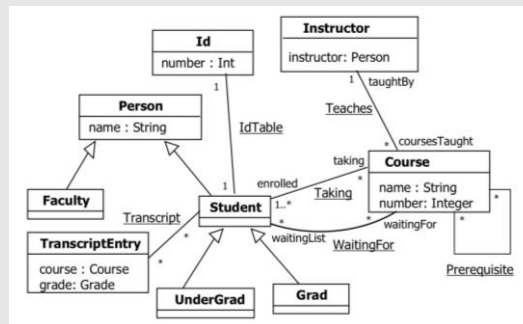 Id
number : Int
Instructor
instructor: Person
1
1
taughtBy
Teaches
Person
name : String
IdTable
*
coursesTaught
taking
Course
name : String
number: Integer
enrolled
*
Taking
1..*
1
Faculty
Transcript
*
Student
*
waitingList
WaitingFor
*
waitingFor
*
*
Prerequisite
TranscriptEntry
course : Course
grade: Grade
*
UnderGrad
Grad